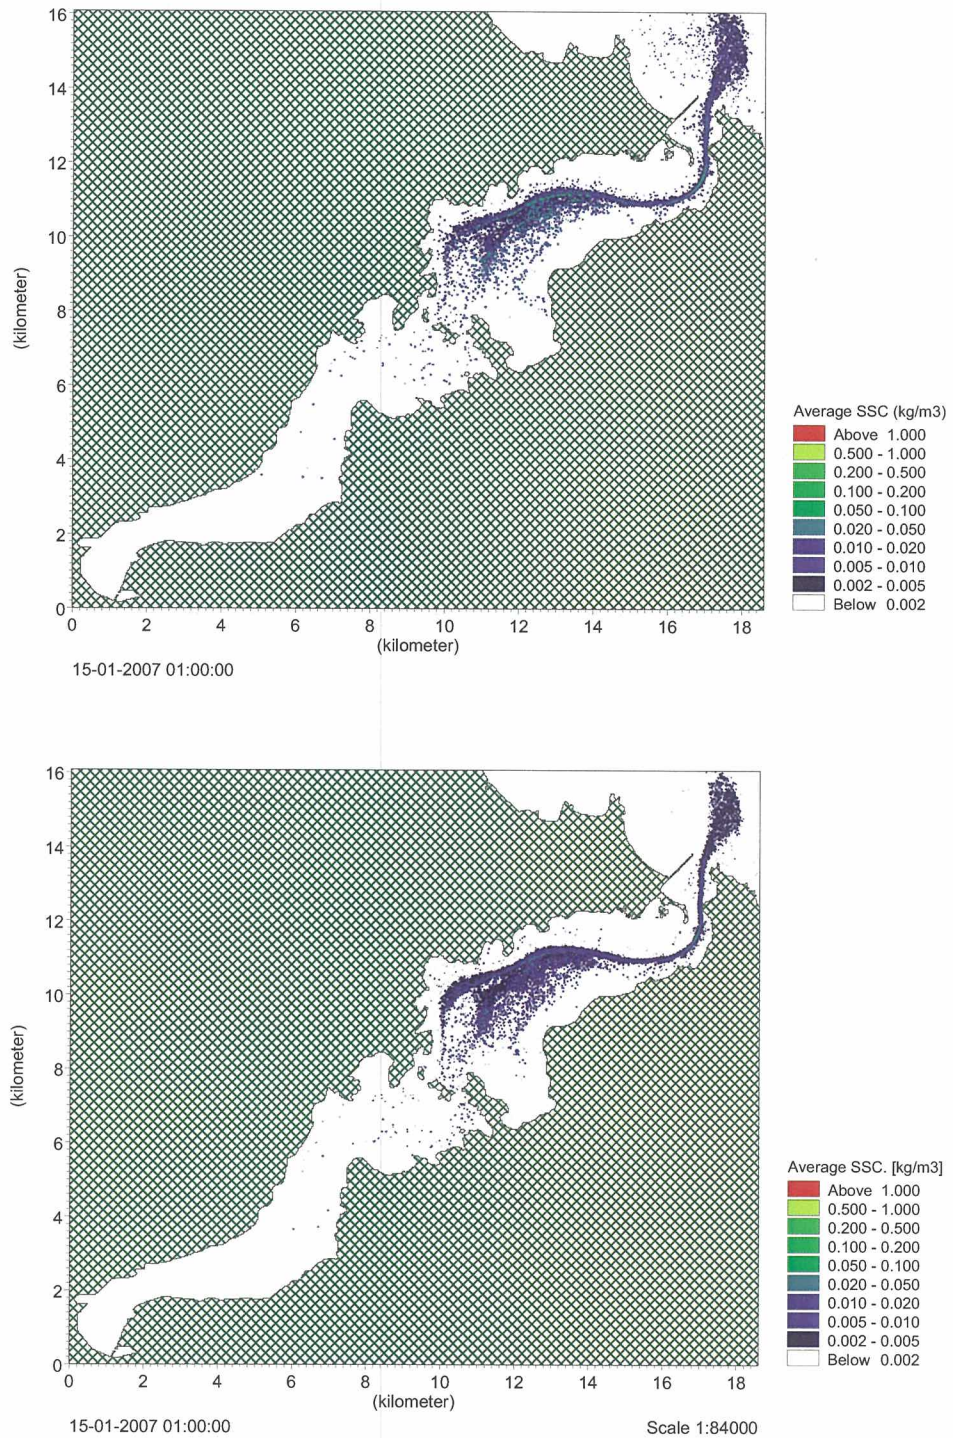 16
14
12
10
8
6
4
2
0
(kilometer)
0 2 4 6 8 10 12 14 16 18
(kilometer)
15-01-2007 01:00:00
Average SSC (kg/m3)
Above 1.000
0.500 - 1.000
0.200 - 0.500
0.100 - 0.200
0.050 - 0.100
0.020 - 0.050
0.010 - 0.020
0.005 - 0.010
0.002 - 0.005
Below 0.002
16
14
12
10
8
6
4
2
0
(kilometer)
0 2 4 6 8 10 12 14 16 18
(kilometer)
15-01-2007 01:00:00
Scale 1:84000
Average SSC. [kg/m3]
Above 1.000
0.500 - 1.000
0.200 - 0.500
0.100 - 0.200
0.050 - 0.100
0.020 - 0.050
0.010 - 0.020
0.005 - 0.010
0.002 - 0.005
Below 0.002